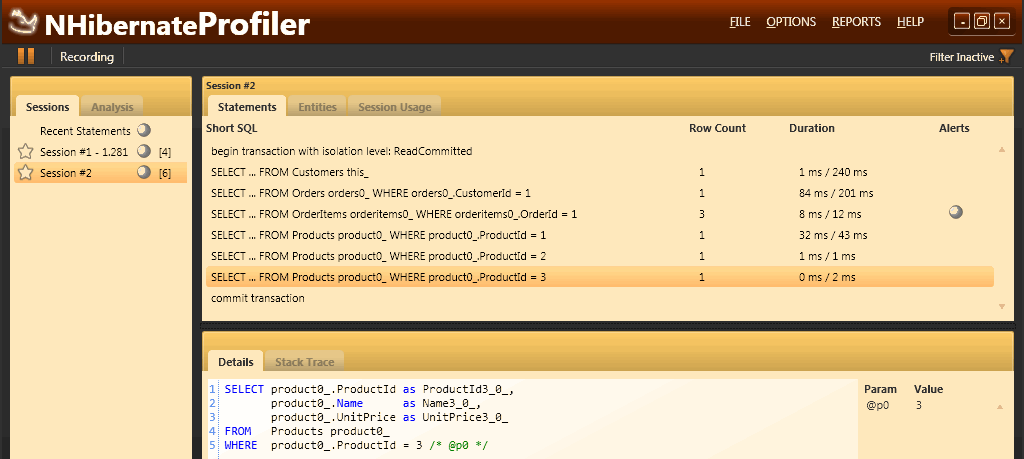 NHibernateProfiler
FILE OPTIONS REPORTS HELP
Recording
Filter Inactive
Sessions Analysis
Recent Statements
Session #1 - 1.281 [4]
Session #2 [6]
Session #2
Statements Entities Session Usage
Short SQL Row Count Duration Alerts
begin transaction with isolation level: ReadCommitted
SELECT ... FROM Customers this_ 1 1 ms / 240 ms
SELECT ... FROM Orders orders0_ WHERE orders0_.CustomerId = 1 1 84 ms / 201 ms
SELECT ... FROM OrderItems orderitems0_ WHERE orderitems0_.OrderId = 1 3 8 ms / 12 ms
SELECT ... FROM Products product0_ WHERE product0_.ProductId = 1 1 32 ms / 43 ms
SELECT ... FROM Products product0_ WHERE product0_.ProductId = 2 1 1 ms / 1 ms
SELECT ... FROM Products product0_ WHERE product0_.ProductId = 3 1 0 ms / 2 ms
commit transaction
Details Stack Trace
1 SELECT product0_.ProductId as ProductId3_0_,
2 product0_.Name as Name3_0_,
3 product0_.UnitPrice as UnitPrice3_0_
4 FROM Products product0_
5 WHERE product0_.ProductId = 3 /* @p0 */
Param Value
@p0 3